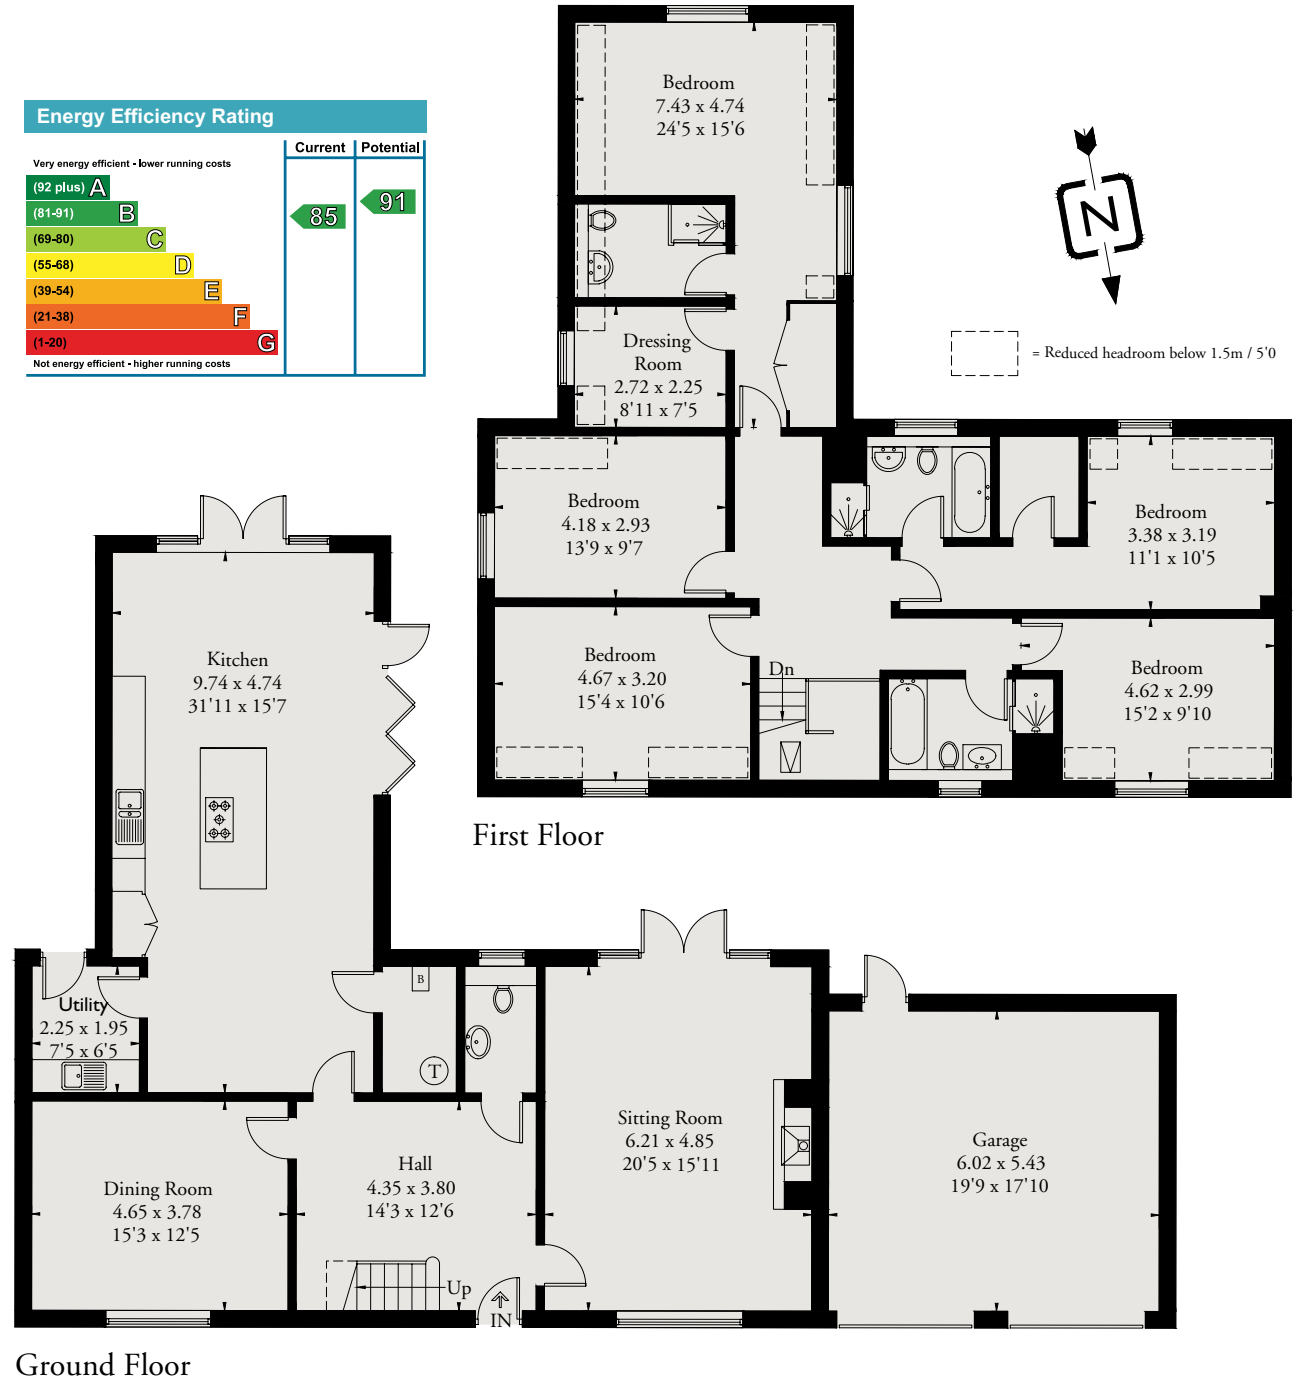 Energy Efficiency Rating
Current
Potential
Very energy efficient - lower running costs
(92 plus) A
(81-91) B
(69-80) C
(55-68) D
(39-54) E
(21-38) F
(1-20) G
Not energy efficient - higher running costs
85
91
N
= Reduced headroom below 1.5m / 5'0
Bedroom
7.43 x 4.74
24'5 x 15'6
Dressing
Room
2.72 x 2.25
8'11 x 7'5
Bedroom
4.18 x 2.93
13'9 x 9'7
Bedroom
3.38 x 3.19
11'1 x 10'5
Bedroom
4.67 x 3.20
15'4 x 10'6
Dn
Bedroom
4.62 x 2.99
15'2 x 9'10
First Floor
Kitchen
9.74 x 4.74
31'11 x 15'7
Utility
2.25 x 1.95
7'5 x 6'5
B
T
Dining Room
4.65 x 3.78
15'3 x 12'5
Hall
4.35 x 3.80
14'3 x 12'6
Up
IN
Sitting Room
6.21 x 4.85
20'5 x 15'11
Garage
6.02 x 5.43
19'9 x 17'10
Ground Floor